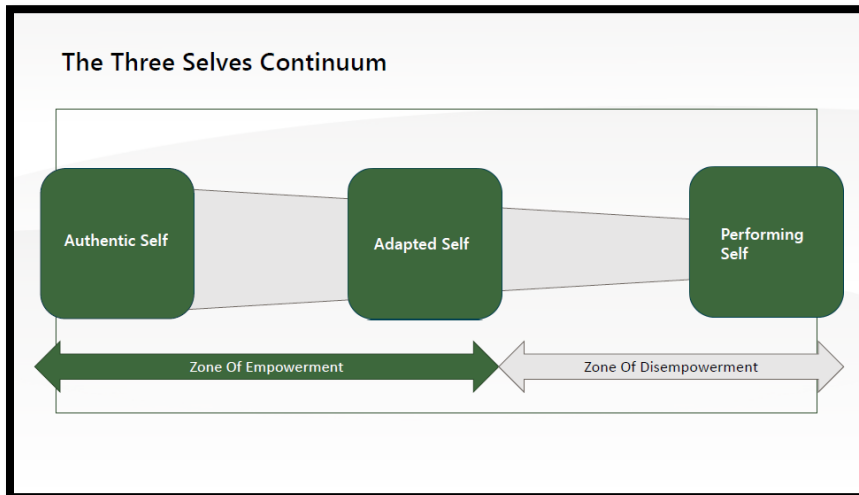 The Three Selves Continuum
Authentic Self
Adapted Self
Performing
Self
Zone Of Empowerment
Zone Of Disempowerment